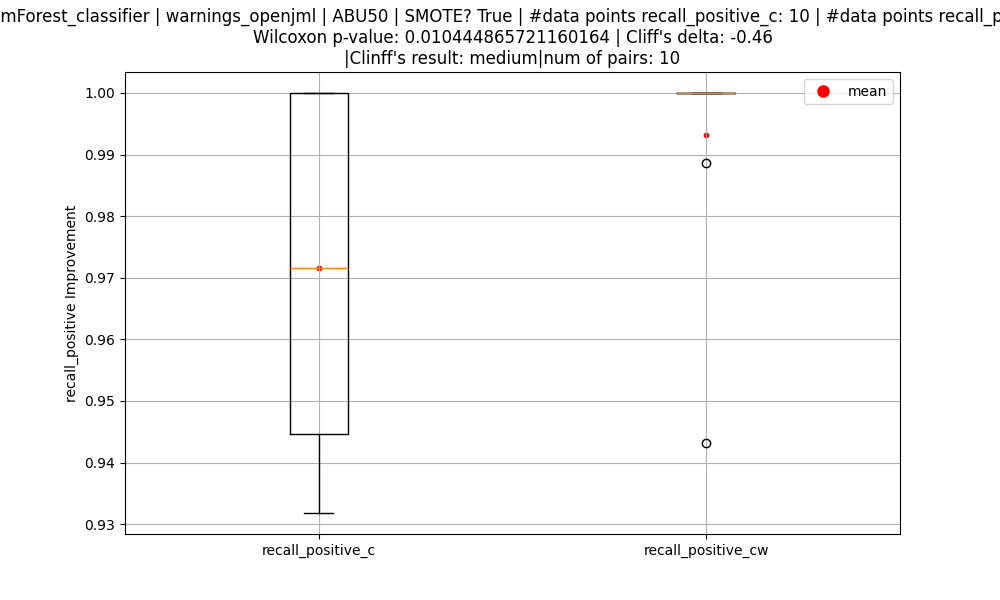 mForest_classifier | warnings_openjml | ABU50 | SMOTE? True | #data points recall_positive_c: 10 | #data points recall_p
Wilcoxon p-value: 0.010444865721160164 | Cliff's delta: -0.46
|Clinff's result: medium|num of pairs: 10
mean
1.00
0.99
0.98
0.97
0.96
0.95
0.94
0.93
recall_positive Improvement
recall_positive_c
recall_positive_cw